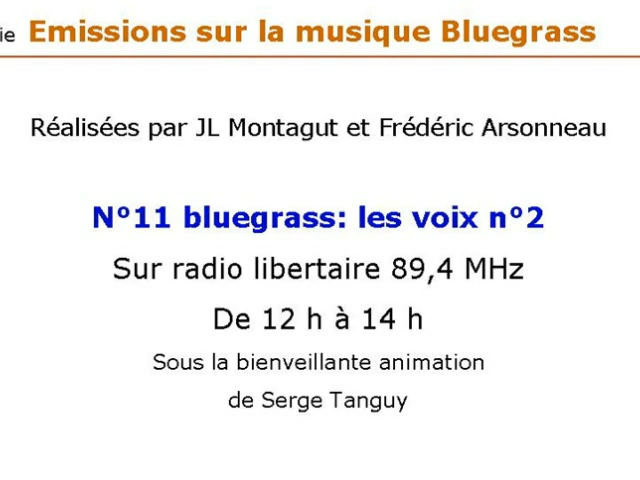 ie Emissions sur la musique Bluegrass
Réalisées par JL Montagut et Frédéric Arsonneau
N°11 bluegrass: les voix n°2
Sur radio libertaire 89,4 MHz
De 12 h à 14 h
Sous la bienveillante animation
de Serge Tanguy